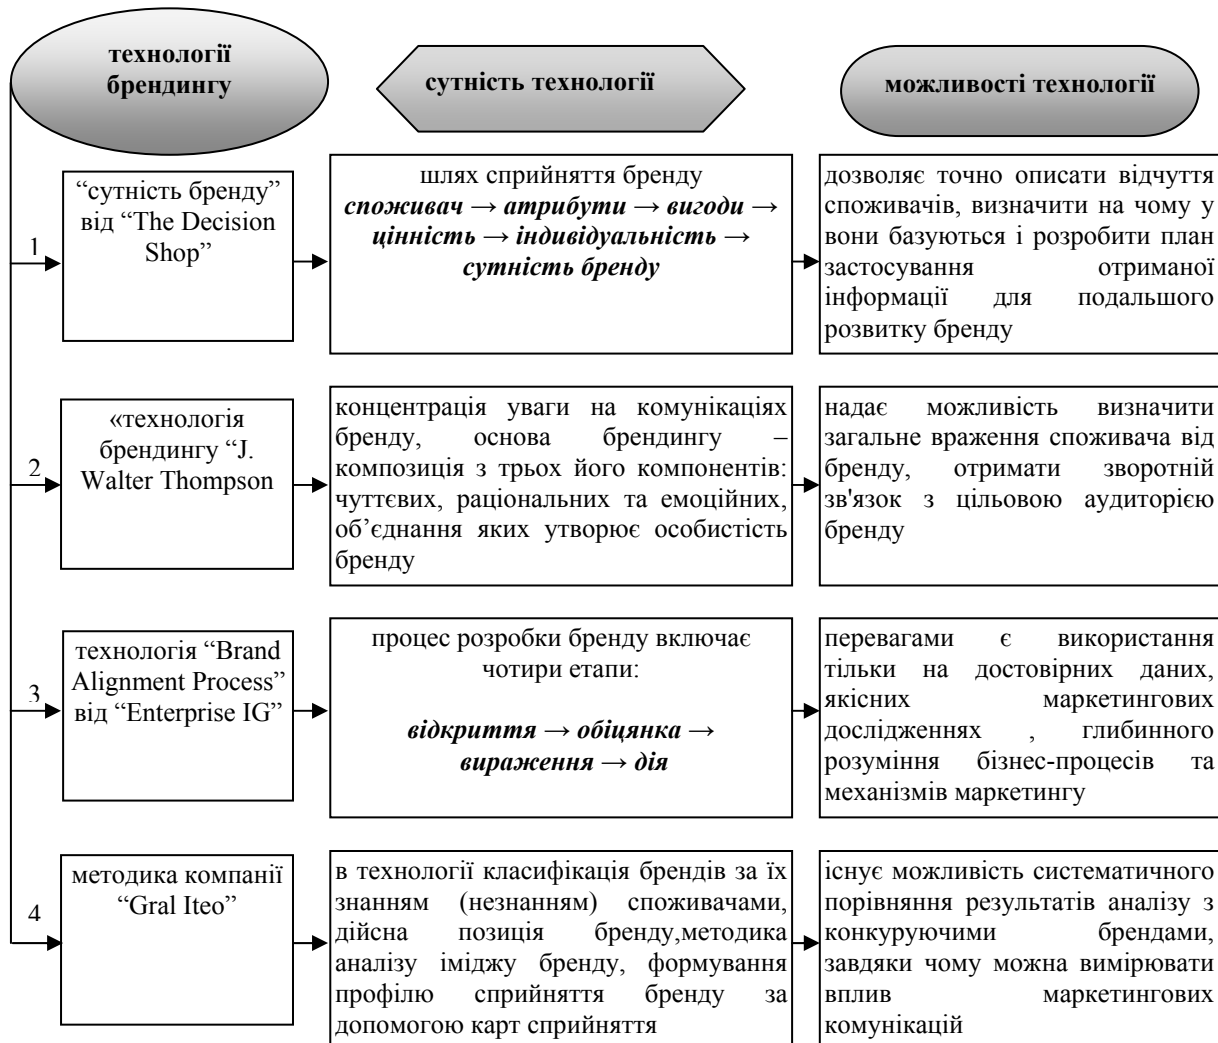 технології
брендингу
сутність технології
можливості технології
1
“сутність бренду”
від “The Decision
Shop”
шлях сприйняття бренду
споживач → атрибути → вигоди →
цінність → індивідуальність →
сутність бренду
дозволяє точно описати відчуття
споживачів, визначити на чому у
вони базуються і розробити план
застосування отриманої
інформації для подальшого
розвитку бренду
2
«технологія
брендингу “J.
Walter Thompson
концентрація уваги на комунікаціях
бренду, основа брендингу –
композиція з трьох його компонентів:
чуттєвих, раціональних та емоційних,
об’єднання яких утворює особистість
бренду
надає можливість визначити
загальне враження споживача від
бренду, отримати зворотній
зв'язок з цільовою аудиторією
бренду
3
технологія “Brand
Alignment Process”
від “Enterprise IG”
процес розробки бренду включає
чотири етапи:
відкриття → обіцянка →
вираження → дія
перевагами є використання
тільки на достовірних даних,
якісних маркетингових
дослідженнях , глибинного
розуміння бізнес-процесів та
механізмів маркетингу
4
методика компанії
“Gral Iteo”
в технології класифікація брендів за їх
знанням (незнанням) споживачами,
дійсна позиція бренду,методика
аналізу іміджу бренду, формування
профілю сприйняття бренду за
допомогою карт сприйняття
існує можливість систематичного
порівняння результатів аналізу з
конкуруючими брендами,
завдяки чому можна вимірювати
вплив маркетингових
комунікацій